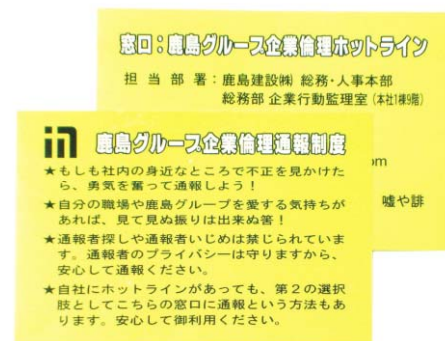 窓口:鹿島グループ企業倫理ホットライン
担当部署:鹿島建設㈱ 総務・人事本部
総務部 企業行動監理室(本社1棟9階)
om
嘘や誹
鹿島グループ企業倫理通報制度
★もしも社内の身近なところで不正を見かけた
ら、勇気を奮って通報しよう!
★自分の職場や鹿島グループを愛する気持ちが
あれば、見て見ぬ振りは出来ぬ筈!
★通報者探しや通報者いじめは禁じられていま
す。通報者のプライバシーは守りますから、
安心して通報ください。
★自社にホットラインがあっても、第2の選択
肢としてこちらの窓口に通報という方法もあ
ります。安心して御利用ください。